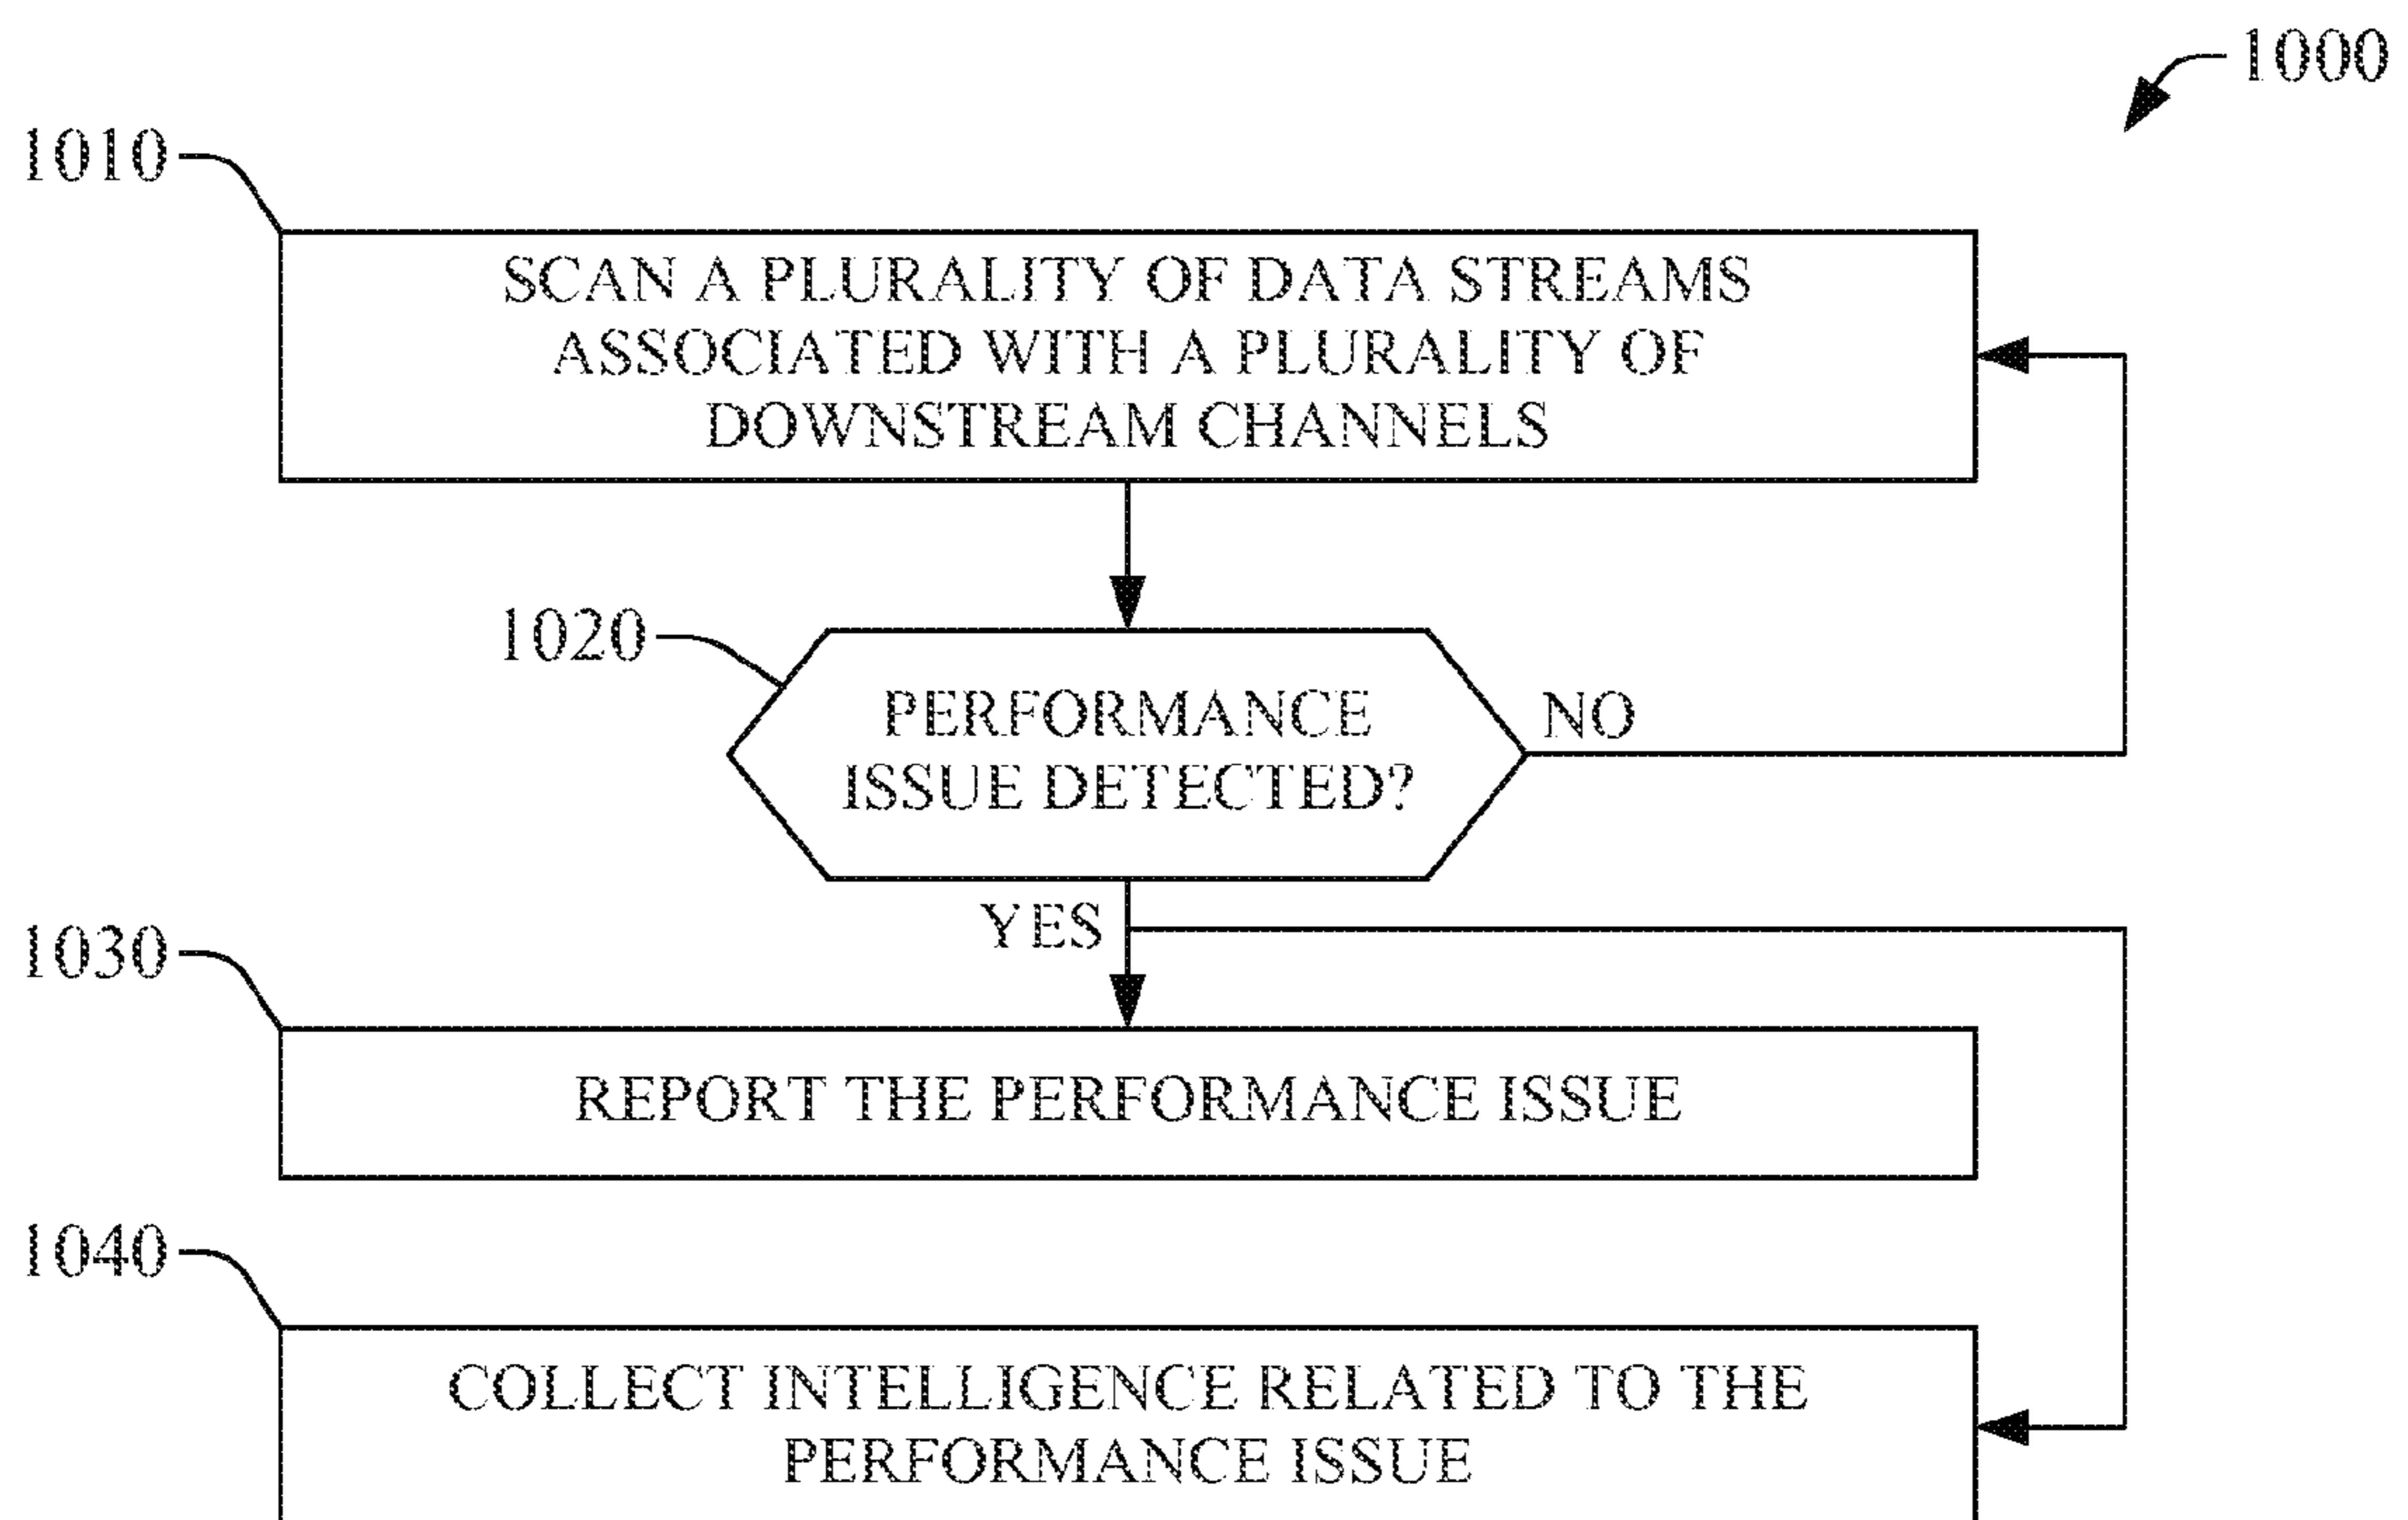 1000
1010
SCAN A PLURALITY OF DATA STREAMS
ASSOCIATED WITH A PLURALITY OF
DOWNSTREAM CHANNELS
1020
PERFORMANCE
ISSUE DETECTED?
NO
YES
1030
REPORT THE PERFORMANCE ISSUE
1040
COLLECT INTELLIGENCE RELATED TO THE
PERFORMANCE ISSUE